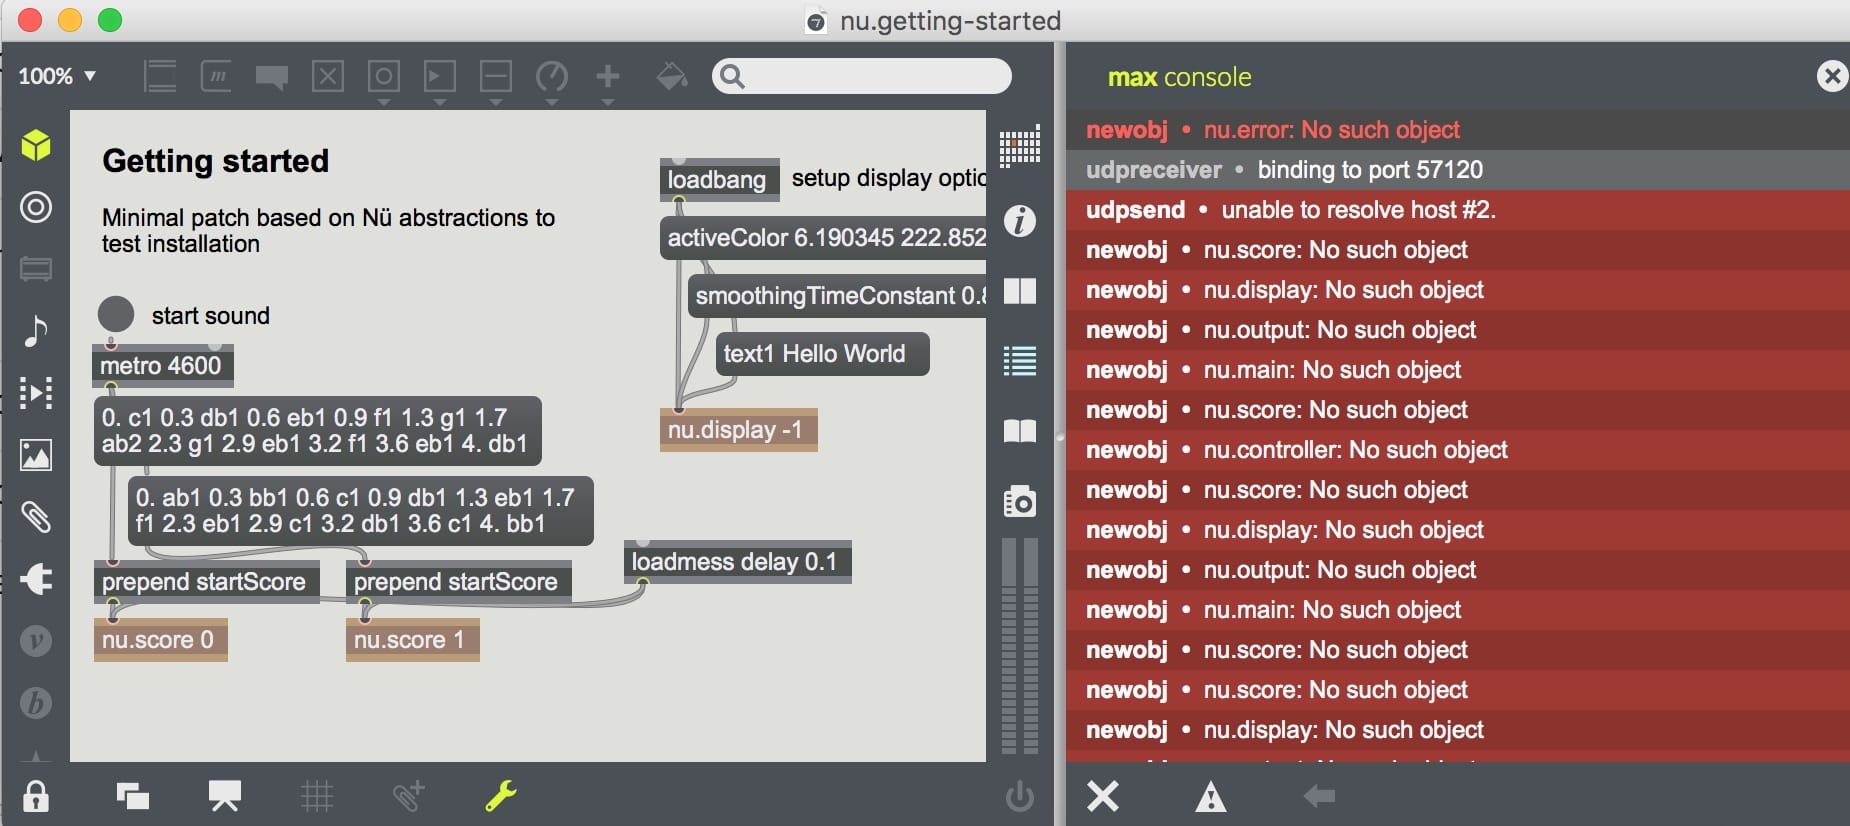 nu.getting-started
100%
max console
Getting started
Minimal patch based on Nü abstractions to
test installation
start sound
metro 4600
0. c1 0.3 db1 0.6 eb1 0.9 f1 1.3 g1 1.7
ab2 2.3 g1 2.9 eb1 3.2 f1 3.6 eb1 4. db1
0. ab1 0.3 bb1 0.6 c1 0.9 db1 1.3 eb1 1.7
f1 2.3 eb1 2.9 c1 3.2 db1 3.6 c1 4. bb1
prepend startScore
prepend startScore
nu.score 0
nu.score 1
loadmess delay 0.1
loadbang
setup display optio
activeColor 6.190345 222.852
smoothingTimeConstant 0.8
text1 Hello World
nu.display -1
newobj • nu.error: No such object
udpreceiver • binding to port 57120
udpsend • unable to resolve host #2.
newobj • nu.score: No such object
newobj • nu.display: No such object
newobj • nu.output: No such object
newobj • nu.main: No such object
newobj • nu.score: No such object
newobj • nu.controller: No such object
newobj • nu.score: No such object
newobj • nu.display: No such object
newobj • nu.output: No such object
newobj • nu.main: No such object
newobj • nu.score: No such object
newobj • nu.score: No such object
newobj • nu.display: No such object